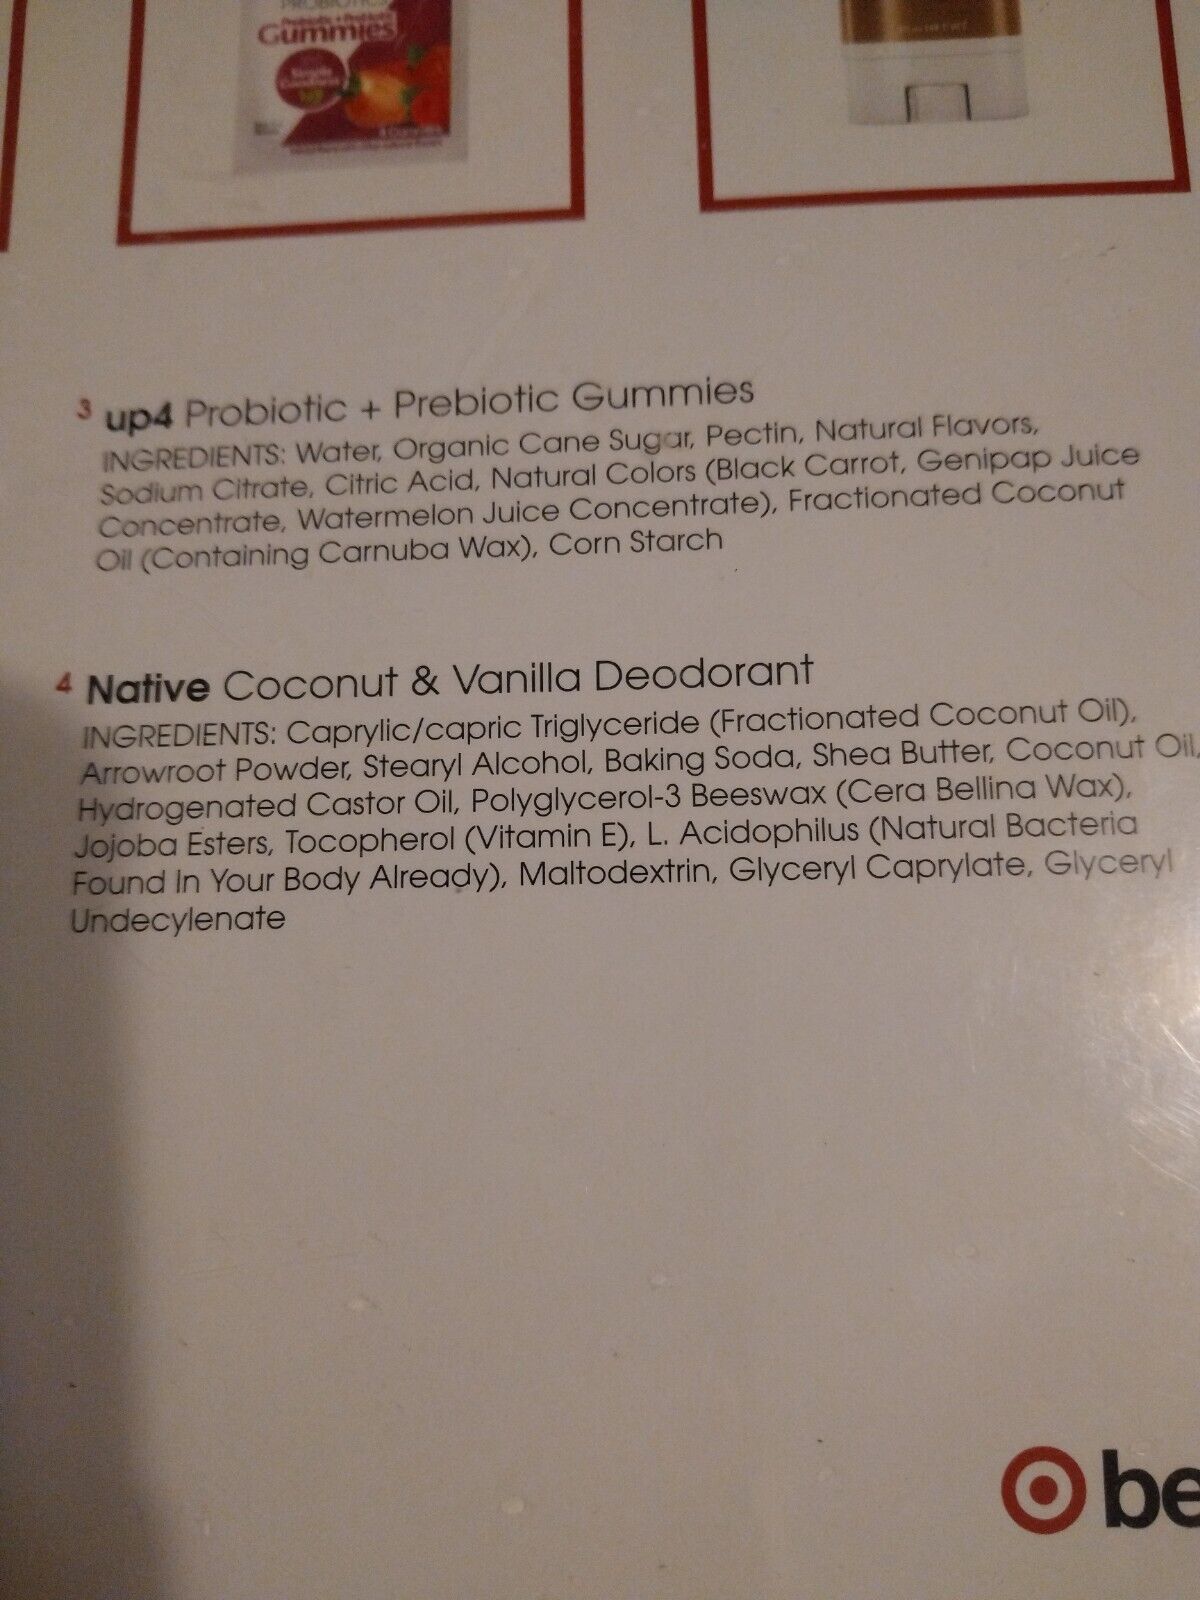 PROBIOTICS
Probiotic + Prebiotic
Gummies
3 up4 Probiotic + Prebiotic Gummies
INGREDIENTS: Water, Organic Cane Sugar, Pectin, Natural Flavors,
Sodium Citrate, Citric Acid, Natural Colors (Black Carrot, Genipap Juice
Concentrate, Watermelon Juice Concentrate), Fractionated Coconut
Oil (Containing Carnuba Wax), Corn Starch
4 Native Coconut & Vanilla Deodorant
INGREDIENTS: Caprylic/capric Triglyceride (Fractionated Coconut Oil),
Arrowroot Powder, Stearyl Alcohol, Baking Soda, Shea Butter, Coconut Oil,
Hydrogenated Castor Oil, Polyglycerol-3 Beeswax (Cera Bellina Wax),
Jojoba Esters, Tocopherol (Vitamin E), L. Acidophilus (Natural Bacteria
Found In Your Body Already), Maltodextrin, Glyceryl Caprylate, Glyceryl
Undecylenate
be